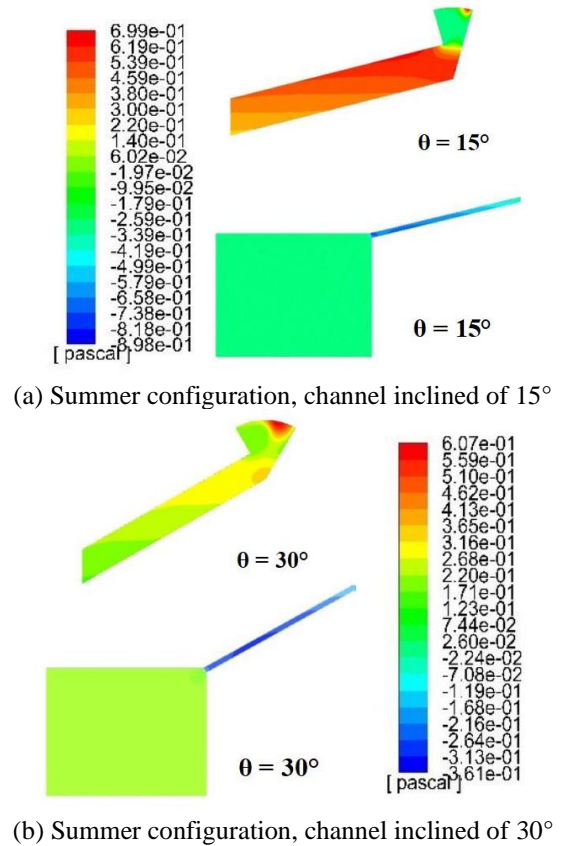 6.99e-01
6.19e-01
5.39e-01
4.59e-01
3.80e-01
3.00e-01
2.20e-01
1.40e-01
6.02e-02
-1.97e-02
-9.95e-02
-1.79e-01
-2.59e-01
-3.39e-01
-4.19e-01
-4.99e-01
-5.79e-01
-6.58e-01
-7.38e-01
-8.18e-01
-8.98e-01
[ pascal ]
θ = 15°
θ = 15°
(a) Summer configuration, channel inclined of 15°
θ = 30°
θ = 30°
6.07e-01
5.59e-01
5.10e-01
4.62e-01
4.13e-01
3.65e-01
3.16e-01
2.68e-01
2.20e-01
1.71e-01
1.23e-01
7.44e-02
2.60e-02
-2.24e-02
-7.08e-02
-1.19e-01
-1.68e-01
-2.16e-01
-2.64e-01
-3.13e-01
-3.61e-01
[ pascal ]
(b) Summer configuration, channel inclined of 30°